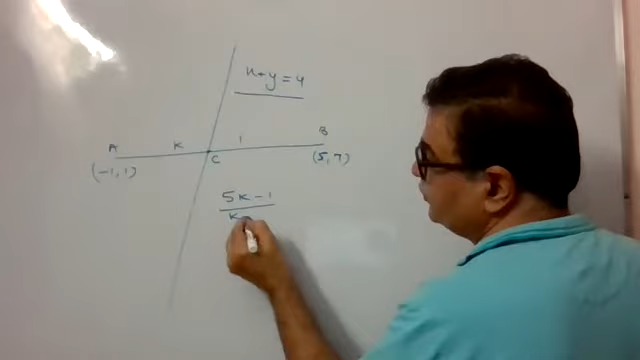 x+y=4
A K 1 B
(-1,1) C (5,7)
5K-1
K